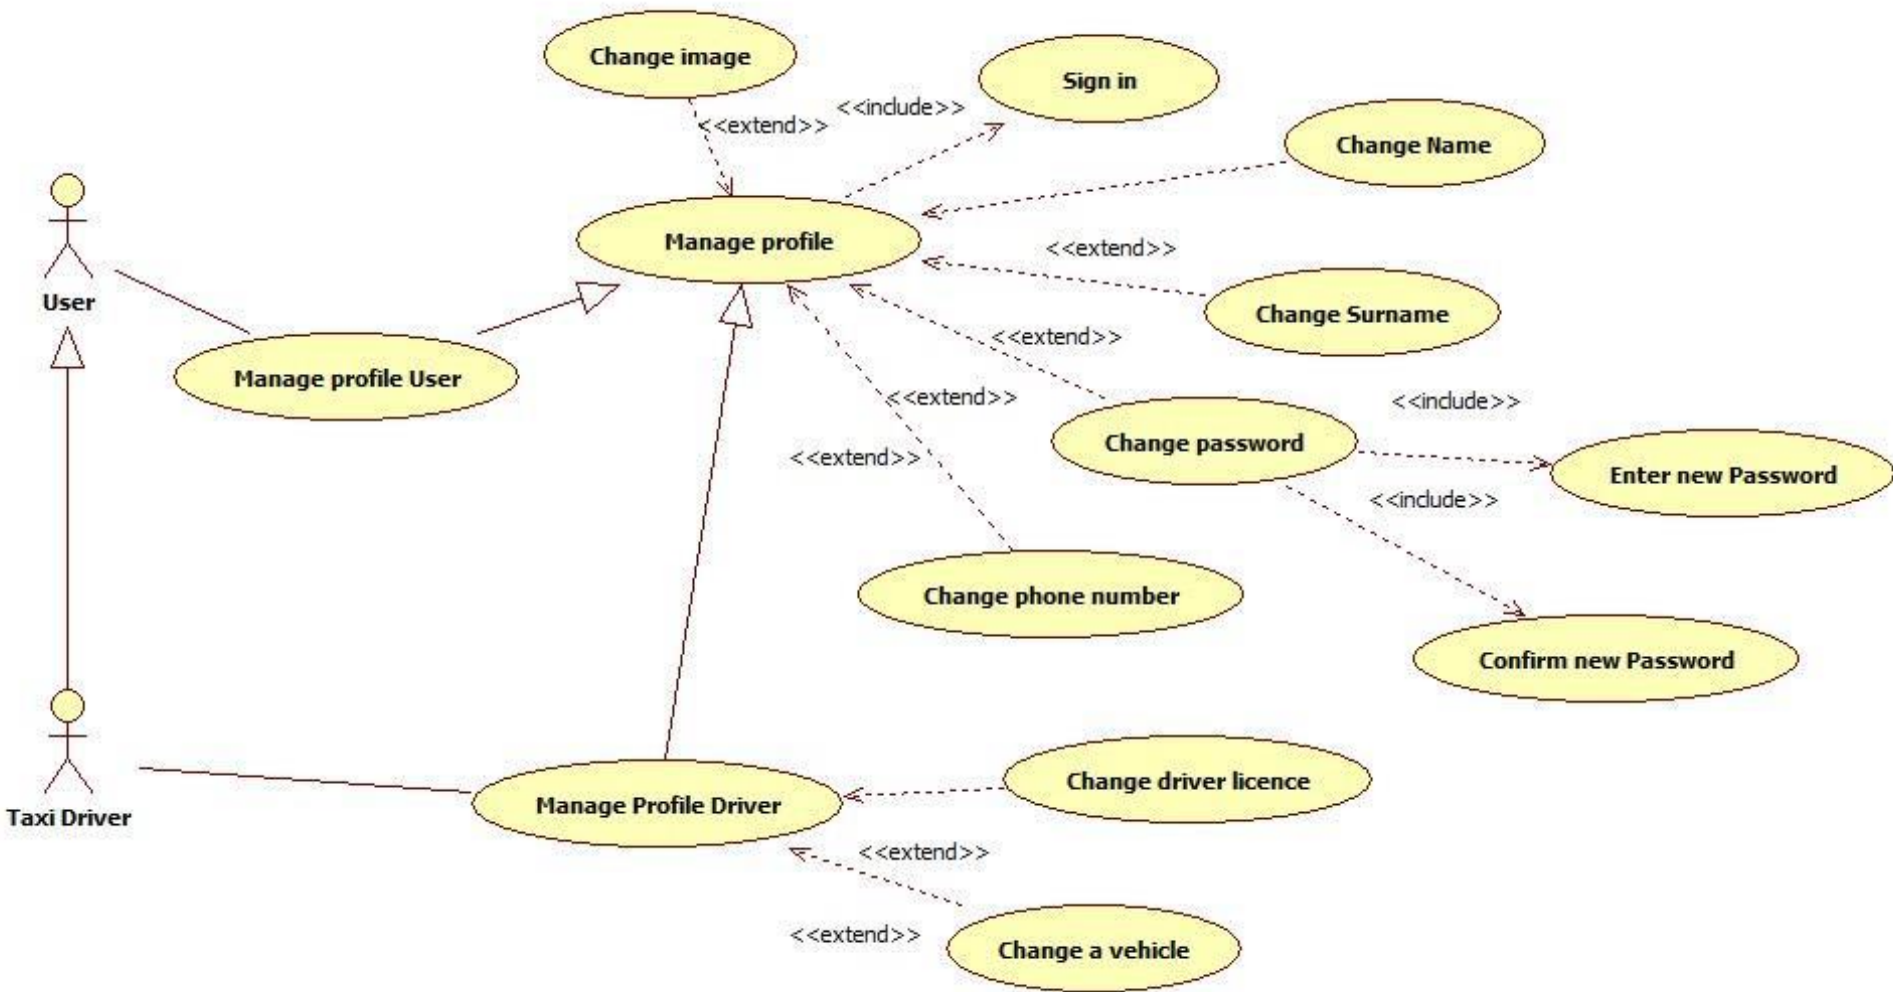 Change image
Sign in
<<include>>
<<extend>>
Change Name
Manage profile
<<extend>>
User
Change Surname
<<extend>>
Manage profile User
<<extend>>
<<include>>
Change password
<<extend>>
Enter new Password
<<include>>
Change phone number
Confirm new Password
Change driver licence
Manage Profile Driver
Taxi Driver
<<extend>>
<<extend>>
Change a vehicle